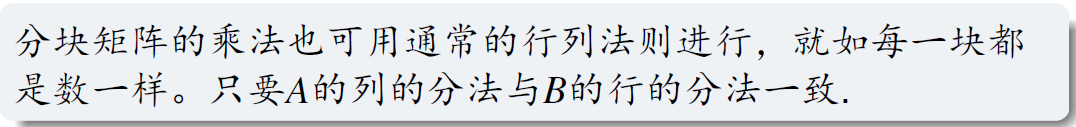 分块矩阵的乘法也可用通常的行列法则进行，就如每一块都
是数一样。只要A的列的分法与B的行的分法一致.